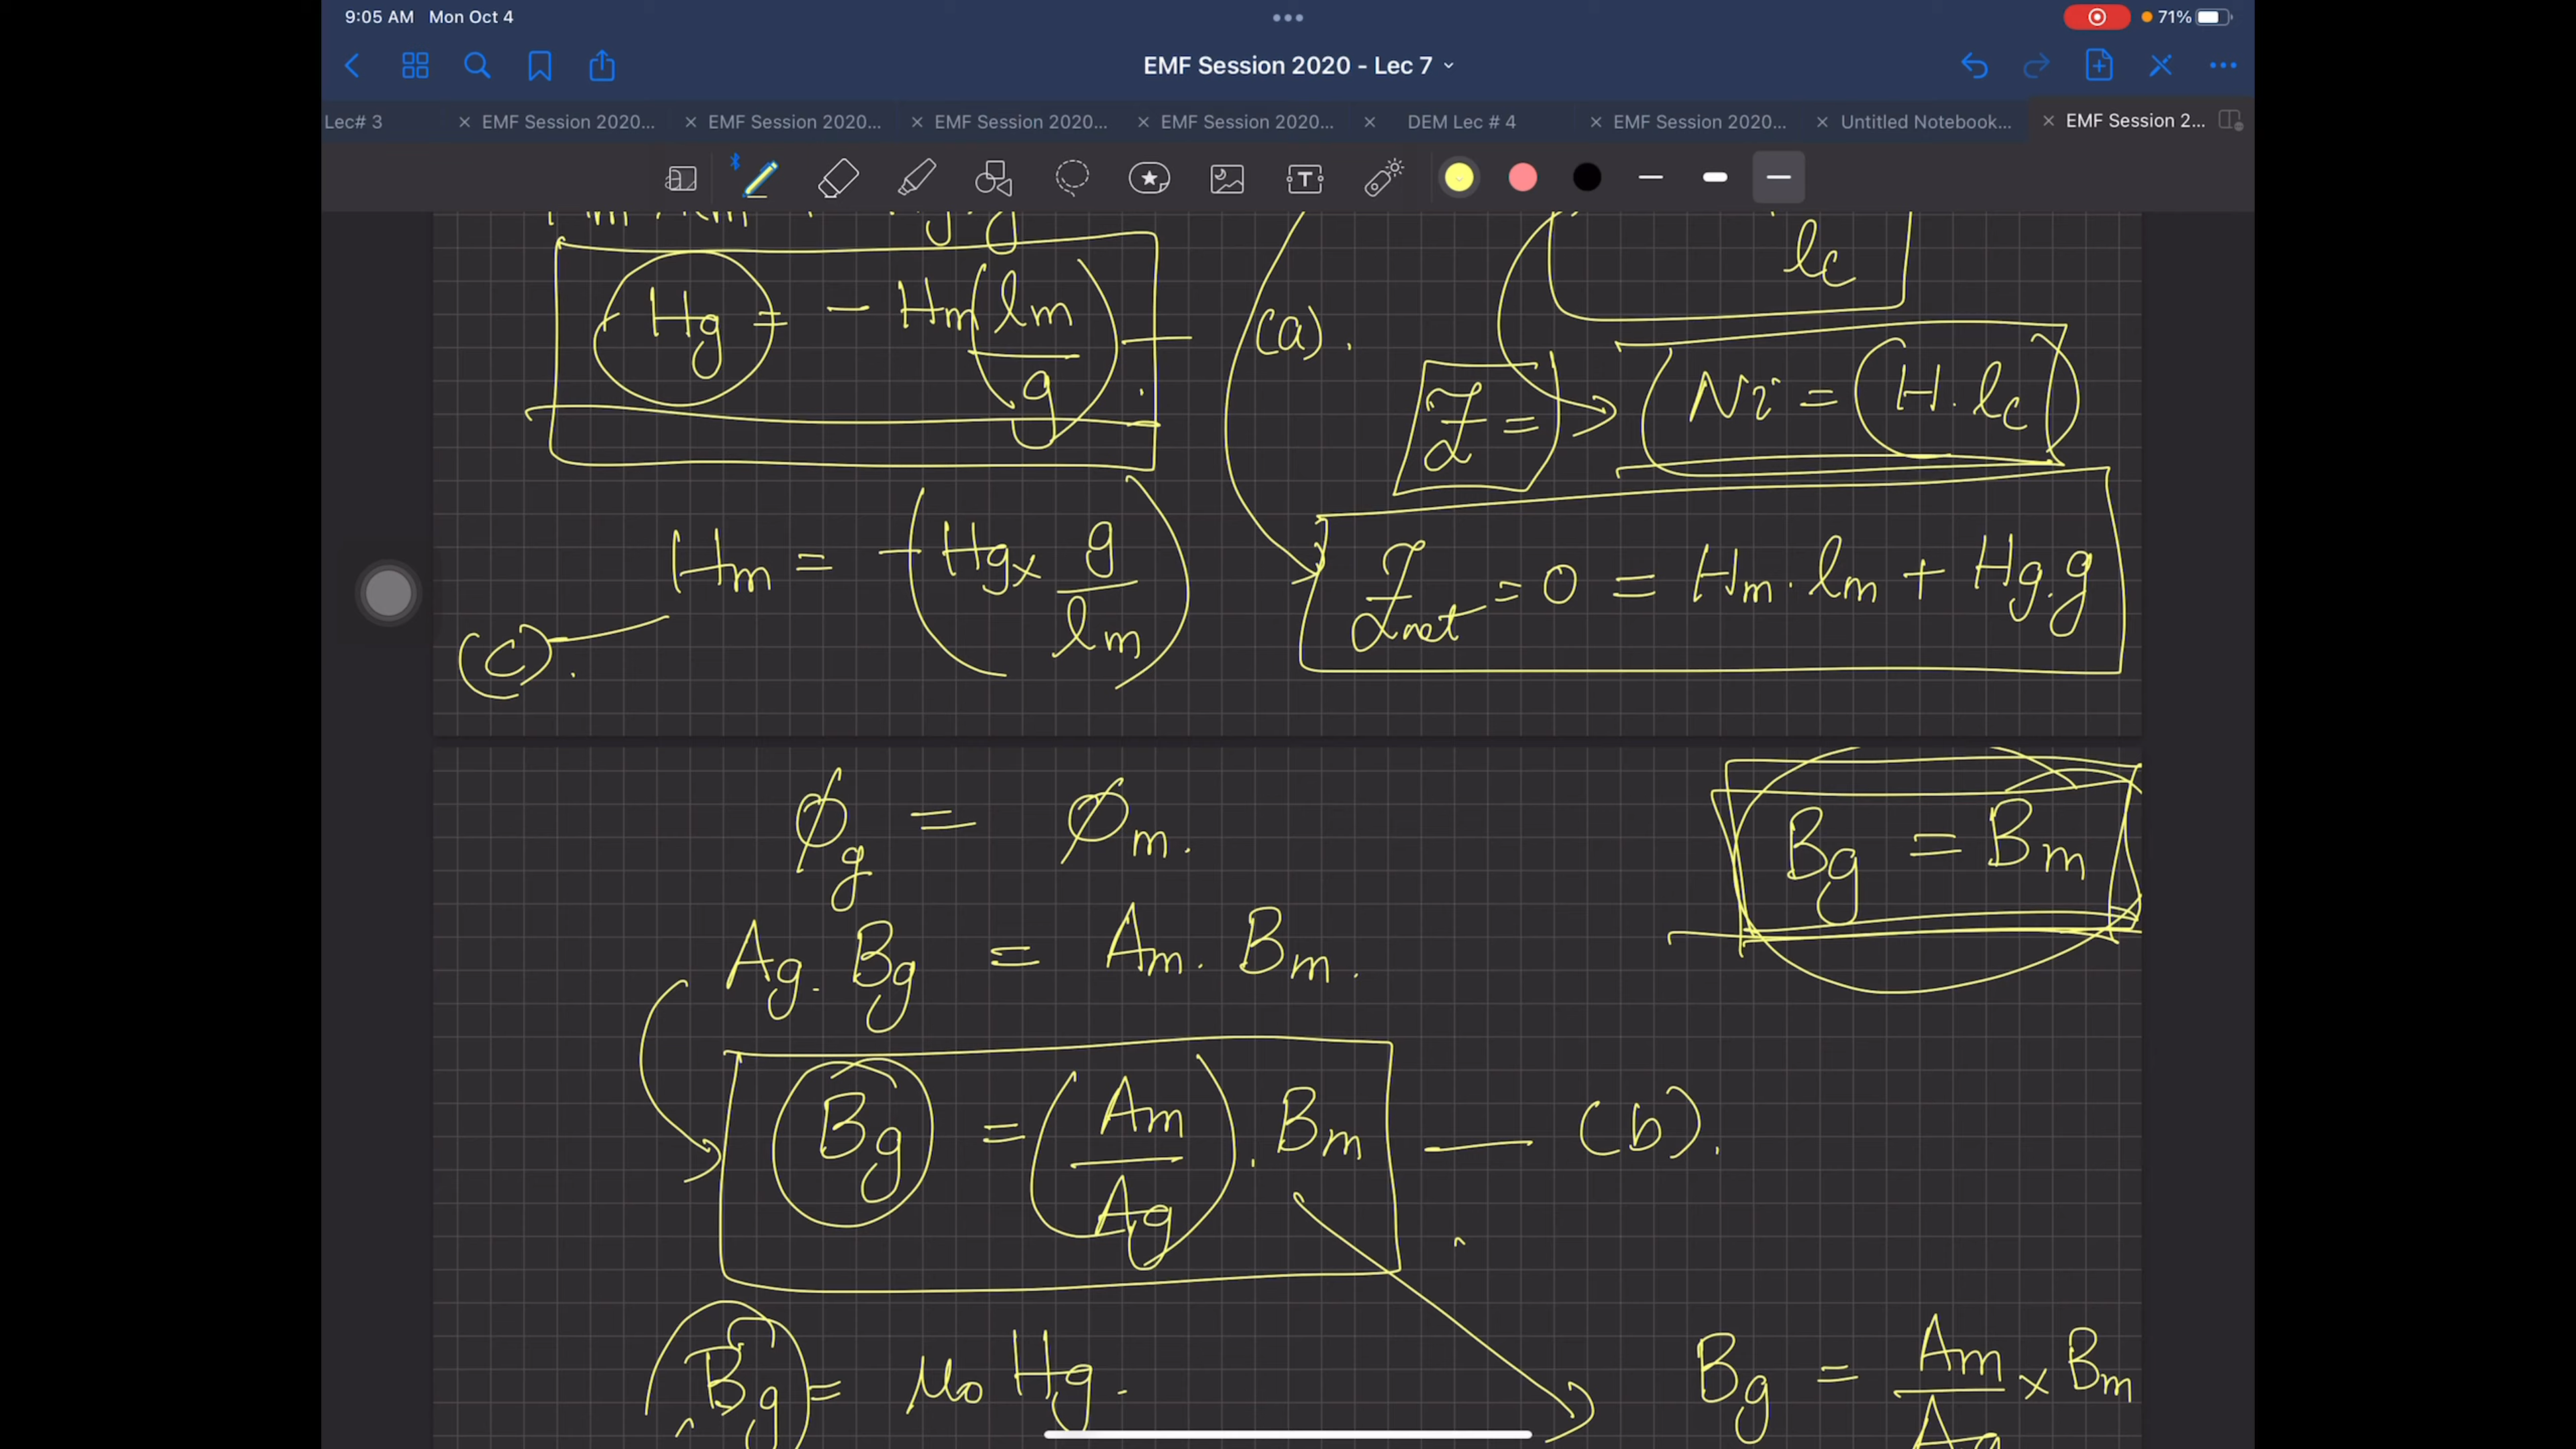 9:05 AM Mon Oct 4
71%
EMF Session 2020 - Lec 7
Lec# 3
EMF Session 2020...
EMF Session 2020...
EMF Session 2020...
EMF Session 2020...
DEM Lec # 4
EMF Session 2020...
Untitled Notebook...
EMF Session 2...
lc
Hg = - Hm (lm / g) — (a).
ℱ = Ni = (H. lc)
Hm = -(Hg x g / lm)
(c).
ℱnet = 0 = Hm. lm + Hg. g
φg = φm.
Bg = Bm
Ag. Bg = Am. Bm.
Bg = (Am / Ag) . Bm — (b).
Bg = μo Hg.
Bg = Am / Ag x Bm